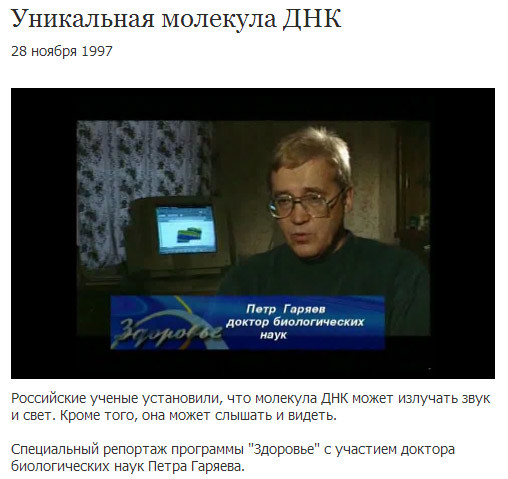 Уникальная молекула ДНК
28 ноября 1997
Петр Гаряев
доктор биологических
наук
Здоровье
Российские ученые установили, что молекула ДНК может излучать звук
и свет. Кроме того, она может слышать и видеть.
Специальный репортаж программы "Здоровье" с участием доктора
биологических наук Петра Гаряева.